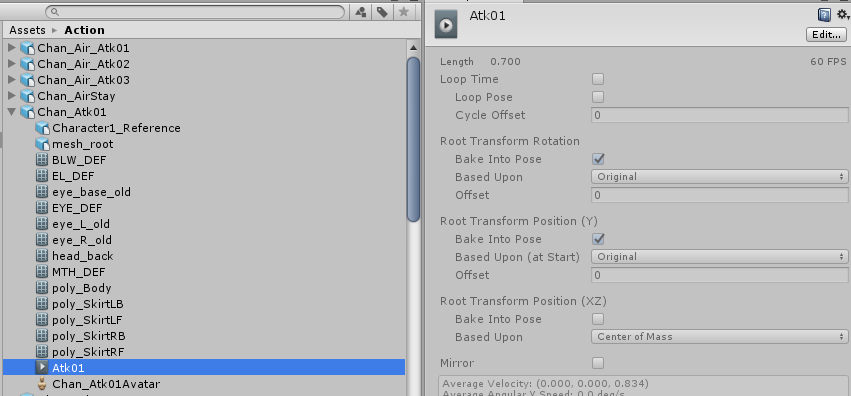 Assets ▸ Action
Chan_Air_Atk01
Chan_Air_Atk02
Chan_Air_Atk03
Chan_AirStay
Chan_Atk01
Character1_Reference
mesh_root
BLW_DEF
EL_DEF
eye_base_old
EYE_DEF
eye_L_old
eye_R_old
head_back
MTH_DEF
poly_Body
poly_SkirtLB
poly_SkirtLF
poly_SkirtRB
poly_SkirtRF
Atk01
Chan_Atk01Avatar
Atk01
Edit...
Length 0.700 60 FPS
Loop Time
Loop Pose
Cycle Offset 0
Root Transform Rotation
Bake Into Pose
Based Upon Original
Offset 0
Root Transform Position (Y)
Bake Into Pose
Based Upon (at Start) Original
Offset 0
Root Transform Position (XZ)
Bake Into Pose
Based Upon Center of Mass
Mirror
Average Velocity: (0.000, 0.000, 0.834)
Average Angular Y Speed: 0.0 deg/s